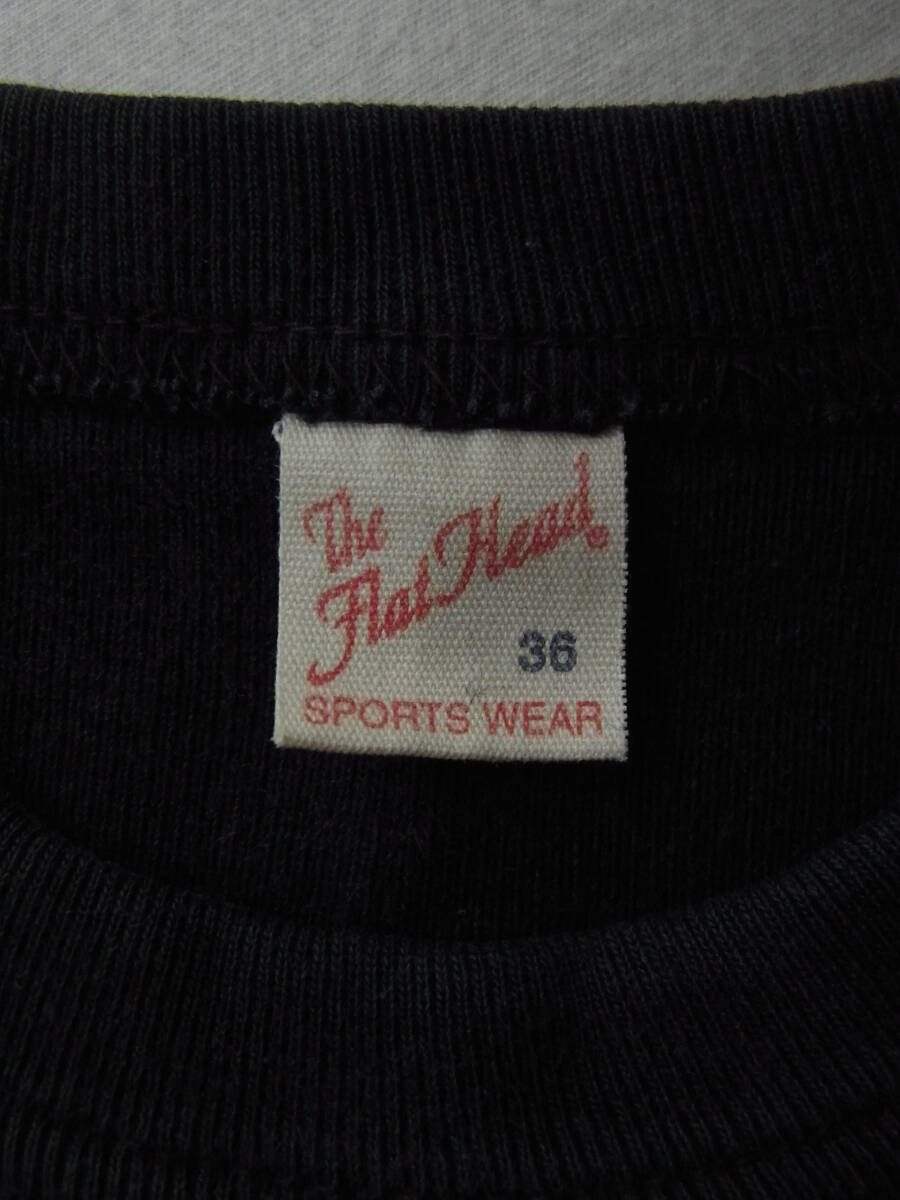 The
Flat Head®
36
SPORTS WEAR